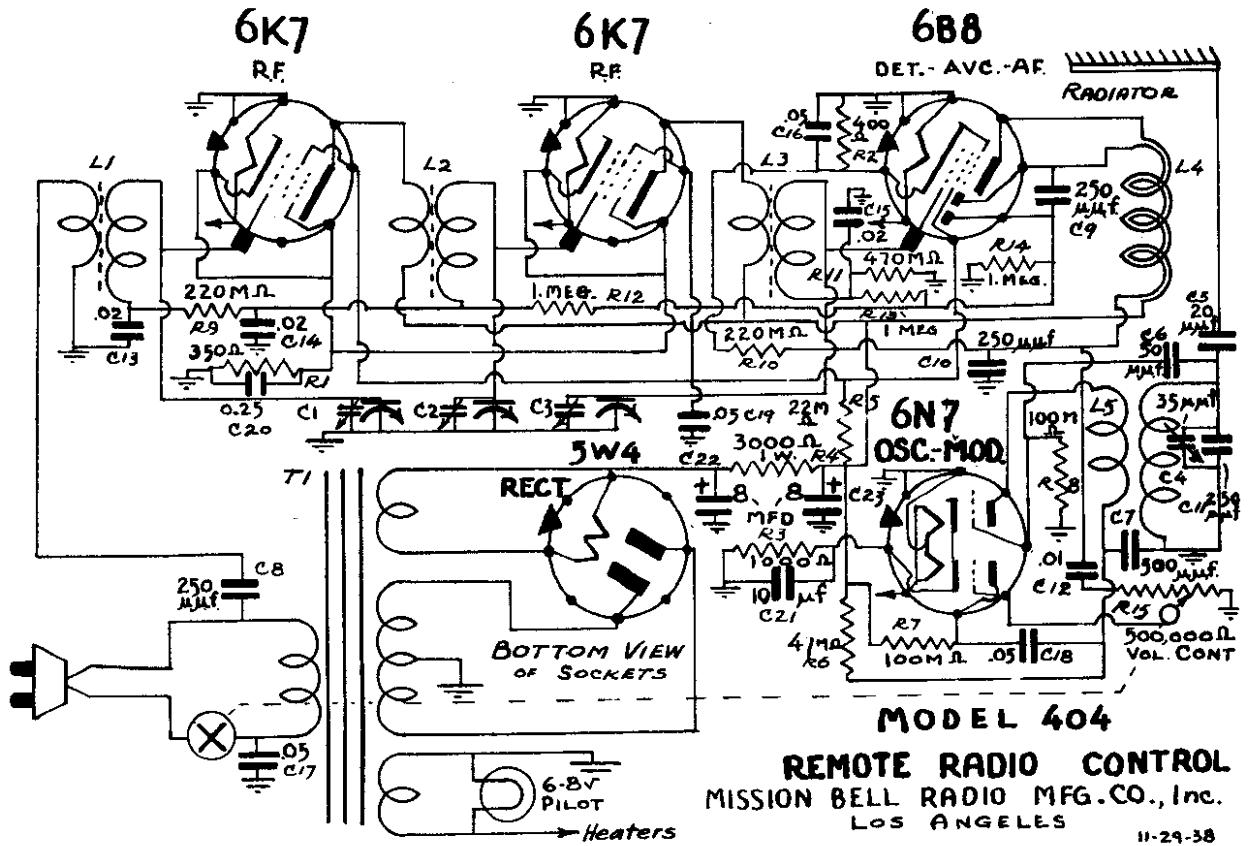 6K7
R.F.
6K7
R.F.
6B8
DET.-AVC.-AF.
RADIATOR
L1
L2
L3
L4
.05
C16
400
Ω
R2
C15
.02
250
μμf
C9
R14
1.MEG.
470MΩ
R11
1 MEG
220MΩ
R9
.02
C13
.02
C14
1.MEG.
R12
350Ω
R1
0.25
C20
220MΩ
R10
250μμf
C10
C5
20
μμf
C6
50
μμf
C1
C2
C3
.05 C19
22M
Ω
R5
6N7
OSC.-MOD.
100M
R
8
L5
35μμf
C4
C11
250
μμf
T1
5W4
RECT
C22
3000Ω
1 W.
R4
+
8
MFD
8
+
C23
R3
1000Ω
10 μf
C21
C7
500
μμf.
.01
C12
R15
500,000Ω
VOL. CONT
R7
100MΩ
.05
C18
R6
C8
250
μμf
BOTTOM VIEW
OF SOCKETS
.05
C17
6-8V
PILOT
Heaters
MODEL 404
REMOTE RADIO CONTROL
MISSION BELL RADIO MFG.CO., Inc.
LOS ANGELES
11-29-38